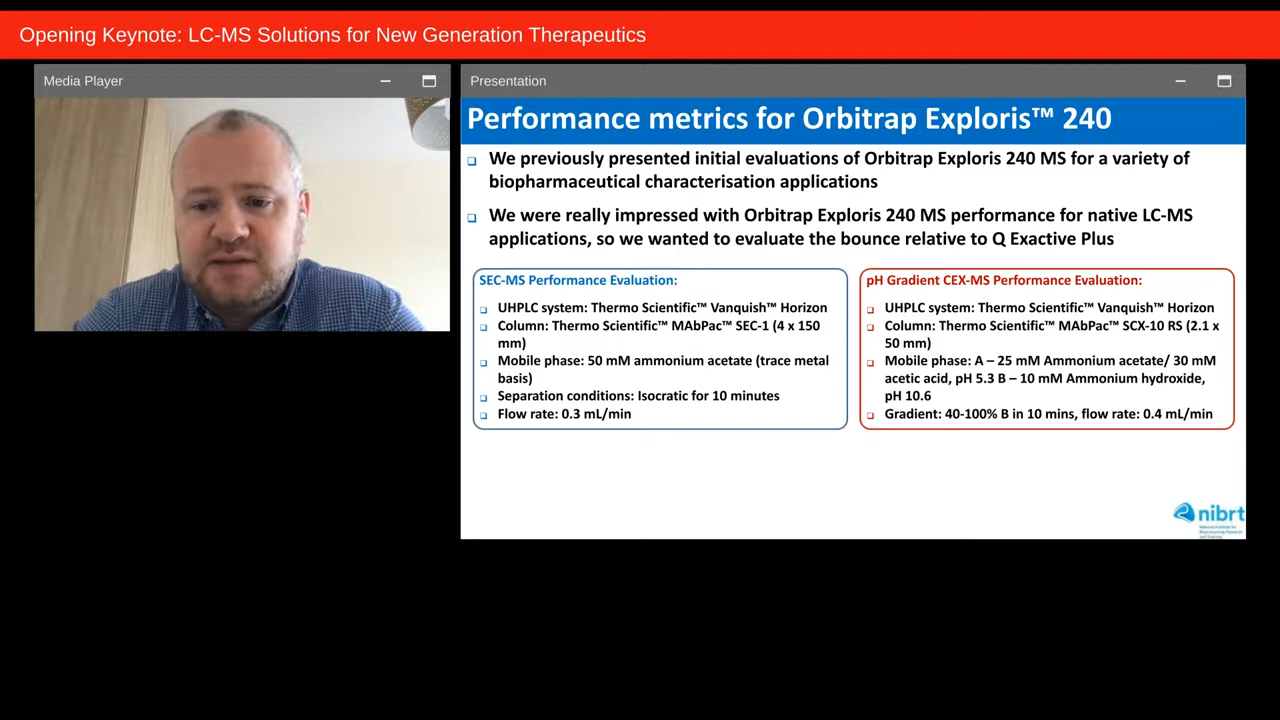 Opening Keynote: LC-MS Solutions for New Generation Therapeutics
Media Player
Presentation
Performance metrics for Orbitrap Exploris™ 240
We previously presented initial evaluations of Orbitrap Exploris 240 MS for a variety of
biopharmaceutical characterisation applications
We were really impressed with Orbitrap Exploris 240 MS performance for native LC-MS
applications, so we wanted to evaluate the bounce relative to Q Exactive Plus
SEC-MS Performance Evaluation:
UHPLC system: Thermo Scientific™ Vanquish™ Horizon
Column: Thermo Scientific™ MAbPac™ SEC-1 (4 x 150
mm)
Mobile phase: 50 mM ammonium acetate (trace metal
basis)
Separation conditions: Isocratic for 10 minutes
Flow rate: 0.3 mL/min
pH Gradient CEX-MS Performance Evaluation:
UHPLC system: Thermo Scientific™ Vanquish™ Horizon
Column: Thermo Scientific™ MAbPac™ SCX-10 RS (2.1 x
50 mm)
Mobile phase: A – 25 mM Ammonium acetate/ 30 mM
acetic acid, pH 5.3 B – 10 mM Ammonium hydroxide,
pH 10.6
Gradient: 40-100% B in 10 mins, flow rate: 0.4 mL/min
nibrt
National Institute for
Bioprocessing Research
and Training